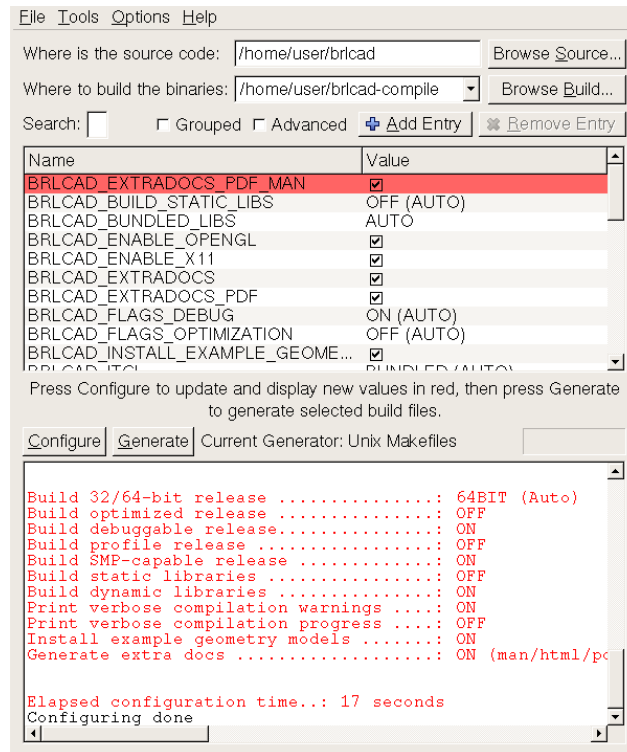 File Tools Options Help
Where is the source code: /home/user/brlcad Browse Source...
Where to build the binaries: /home/user/brlcad-compile Browse Build...
Search: Grouped Advanced Add Entry Remove Entry
Name Value
BRLCAD_EXTRADOCS_PDF_MAN
BRLCAD_BUILD_STATIC_LIBS OFF (AUTO)
BRLCAD_BUNDLED_LIBS AUTO
BRLCAD_ENABLE_OPENGL
BRLCAD_ENABLE_X11
BRLCAD_EXTRADOCS
BRLCAD_EXTRADOCS_PDF
BRLCAD_FLAGS_DEBUG ON (AUTO)
BRLCAD_FLAGS_OPTIMIZATION OFF (AUTO)
BRLCAD_INSTALL_EXAMPLE_GEOME...
BRLCAD_ITCL BUNDLED (AUTO)
Press Configure to update and display new values in red, then press Generate
to generate selected build files.
Configure Generate Current Generator: Unix Makefiles
Build 32/64-bit release ...............: 64BIT (Auto)
Build optimized release ...............: OFF
Build debuggable release...............: ON
Build profile release .................: OFF
Build SMP-capable release .............: ON
Build static libraries ................: OFF
Build dynamic libraries ...............: ON
Print verbose compilation warnings ....: ON
Print verbose compilation progress ....: OFF
Install example geometry models .......: ON
Generate extra docs ...................: ON (man/html/pd
Elapsed configuration time..: 17 seconds
Configuring done